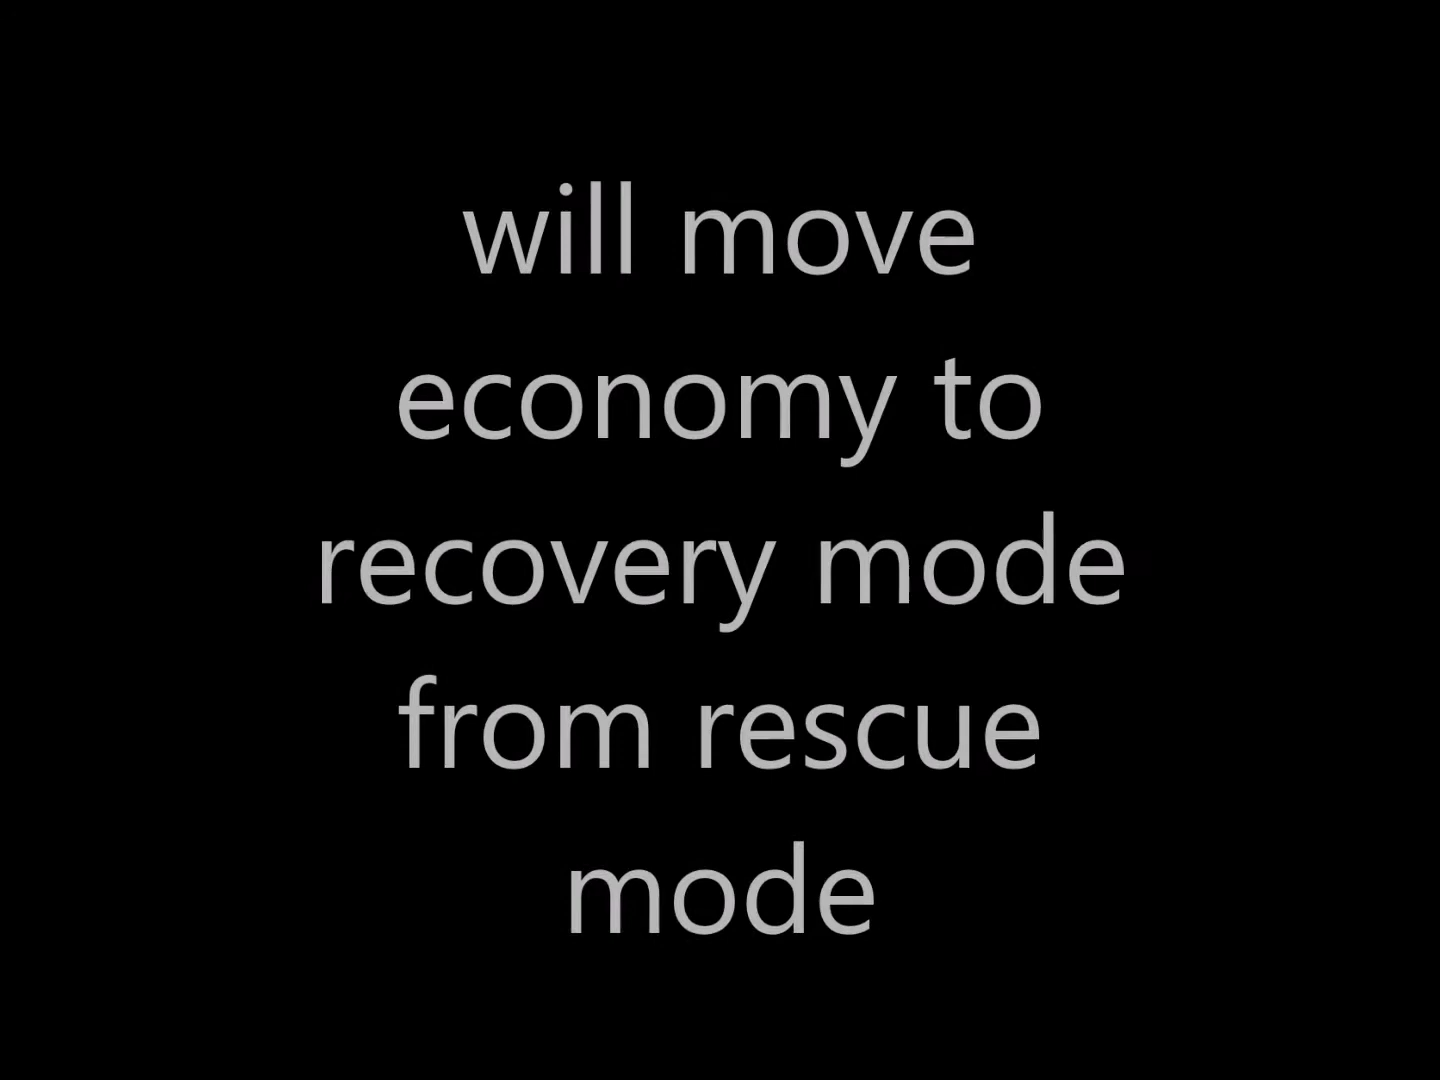 will move
economy to
recovery mode
from rescue
mode